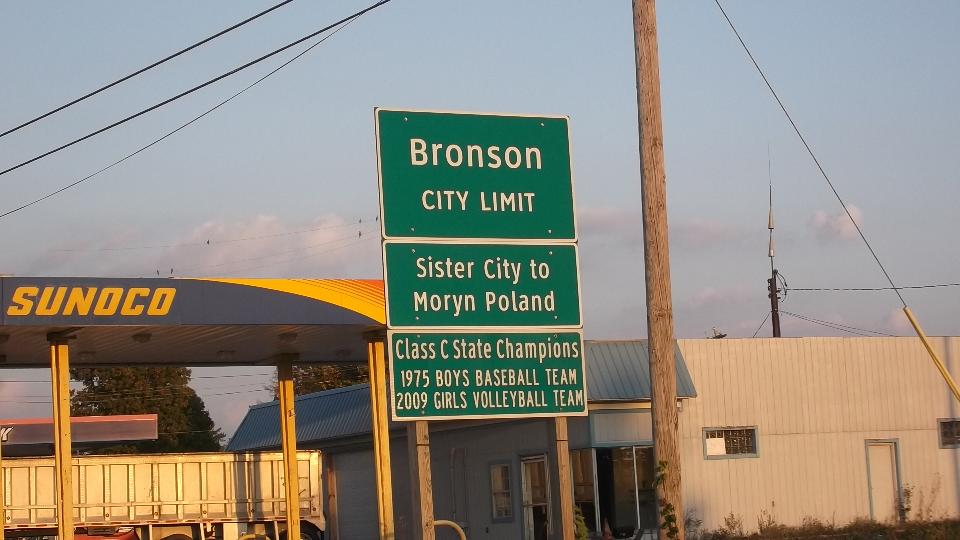 Bronson
CITY LIMIT
Sister City to
Moryn Poland
Class C State Champions
1975 BOYS BASEBALL TEAM
2009 GIRLS VOLLEYBALL TEAM
SUNOCO